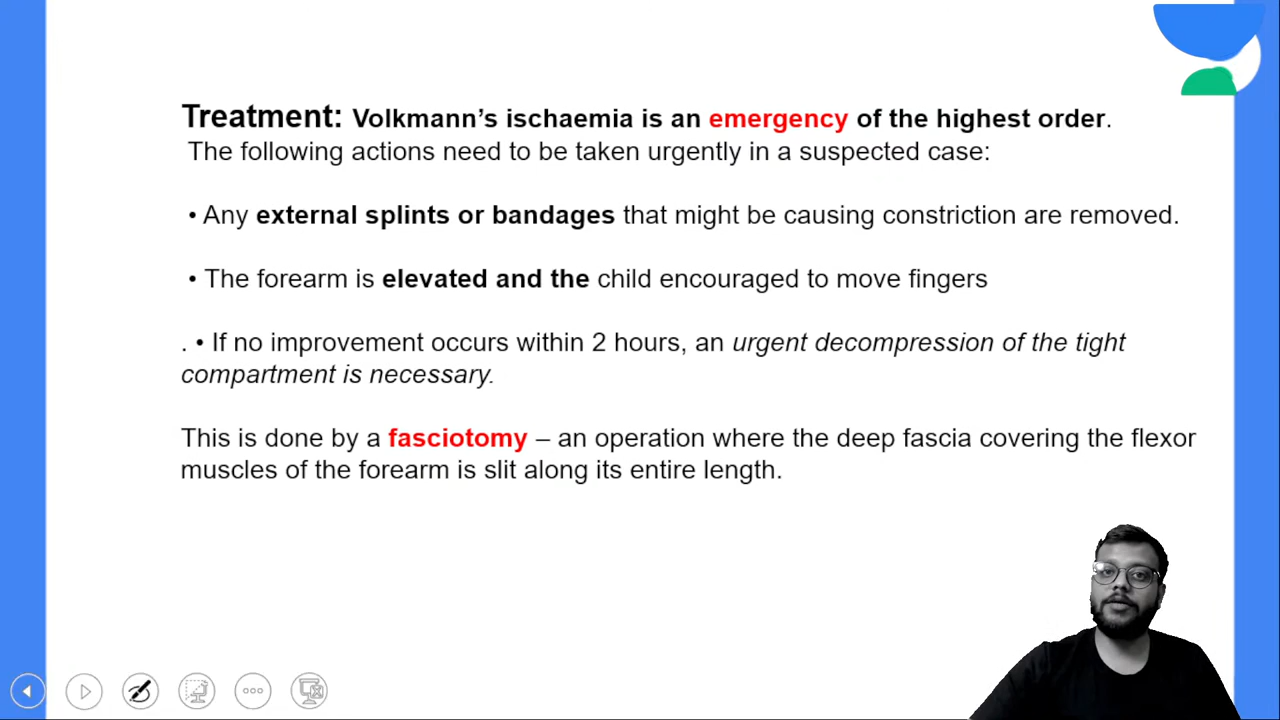 Treatment: Volkmann’s ischaemia is an emergency of the highest order.
The following actions need to be taken urgently in a suspected case:
• Any external splints or bandages that might be causing constriction are removed.
• The forearm is elevated and the child encouraged to move fingers
. • If no improvement occurs within 2 hours, an urgent decompression of the tight
compartment is necessary.
This is done by a fasciotomy – an operation where the deep fascia covering the flexor
muscles of the forearm is slit along its entire length.